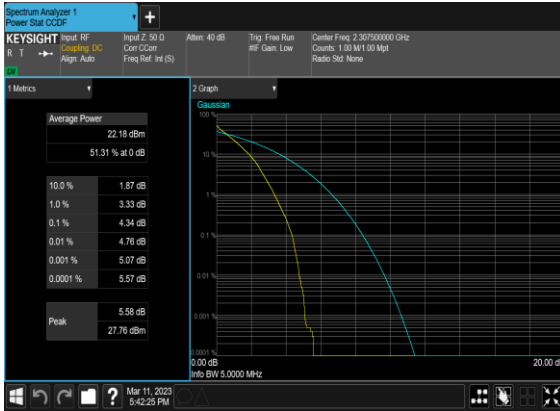 Spectrum Analyzer 1
Power Stat CCDF
KEYSIGHT
R T
Input: RF
Coupling: DC
Align: Auto
Input Z: 50 Ω
Corr CCorr
Freq Ref: Int (S)
Atten: 40 dB
Trig: Free Run
#IF Gain: Low
Center Freq: 2.307500000 GHz
Counts: 1.00 M/1.00 Mpt
Radio Std: None
1 Metrics
Average Power
22.18 dBm
51.31 % at 0 dB
10.0 % 1.87 dB
1.0 % 3.33 dB
0.1 % 4.34 dB
0.01 % 4.76 dB
0.001 % 5.07 dB
0.0001 % 5.57 dB
Peak
5.58 dB
27.76 dBm
2 Graph
Gaussian
100 %
10 %
1 %
0.1 %
0.01 %
0.001 %
0.0001 %
0.00 dB
20.00 d
Info BW 5.0000 MHz
Mar 11, 2023
5:42:25 PM